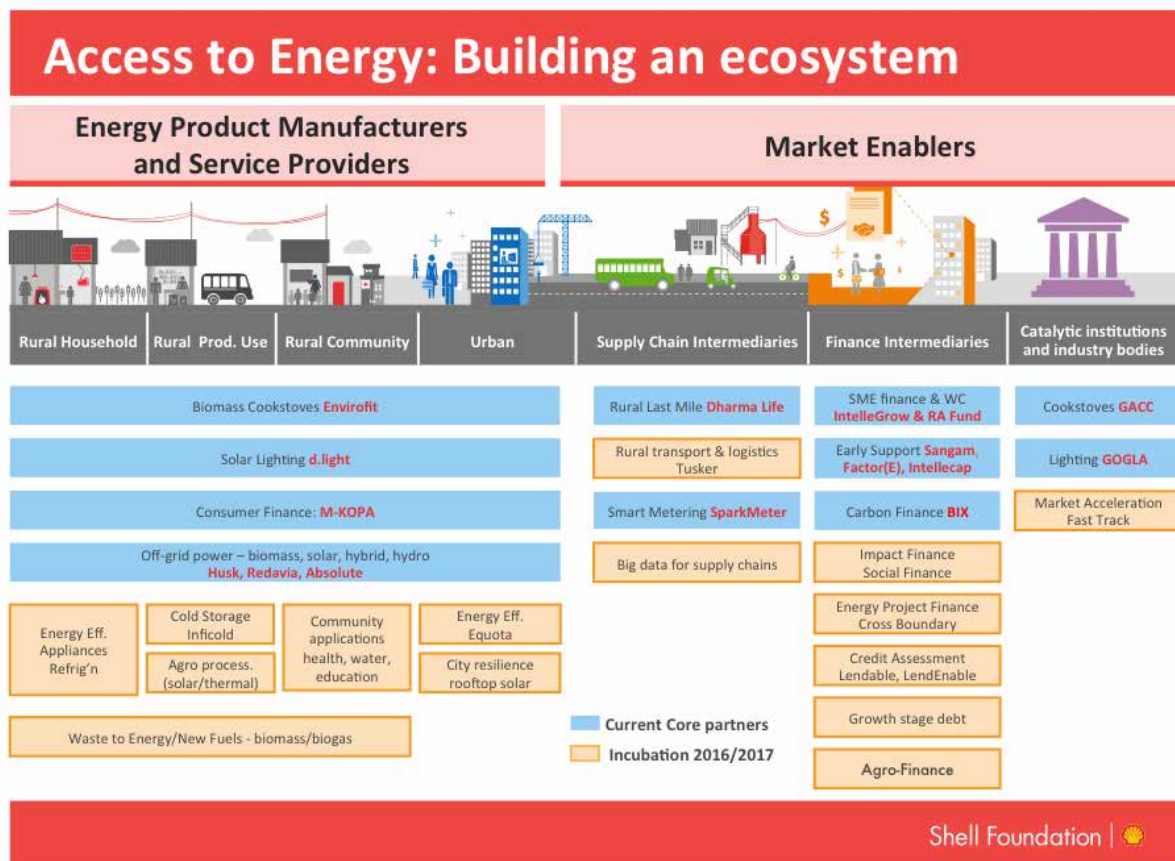 Access to Energy: Building an ecosystem
Energy Product Manufacturers
and Service Providers
Market Enablers
$
$
$
Rural Household
Rural Prod. Use
Rural Community
Urban
Supply Chain Intermediaries
Finance Intermediaries
Catalytic institutions
and industry bodies
Biomass Cookstoves Envirofit
Solar Lighting d.light
Consumer Finance: M-KOPA
Off-grid power – biomass, solar, hybrid, hydro
Husk, Redavia, Absolute
Energy Eff.
Appliances
Refrig'n
Cold Storage
Inficold
Agro process.
(solar/thermal)
Community
applications
health, water,
education
Energy Eff.
Equota
City resilience
rooftop solar
Waste to Energy/New Fuels - biomass/biogas
Rural Last Mile Dharma Life
Rural transport & logistics
Tusker
Smart Metering SparkMeter
Big data for supply chains
SME finance & WC
IntelleGrow & RA Fund
Early Support Sangam,
Factor(E), Intellecap
Carbon Finance BIX
Impact Finance
Social Finance
Energy Project Finance
Cross Boundary
Credit Assessment
Lendable, LendEnable
Growth stage debt
Agro-Finance
Cookstoves GACC
Lighting GOGLA
Market Acceleration
Fast Track
Current Core partners
Incubation 2016/2017
Shell Foundation